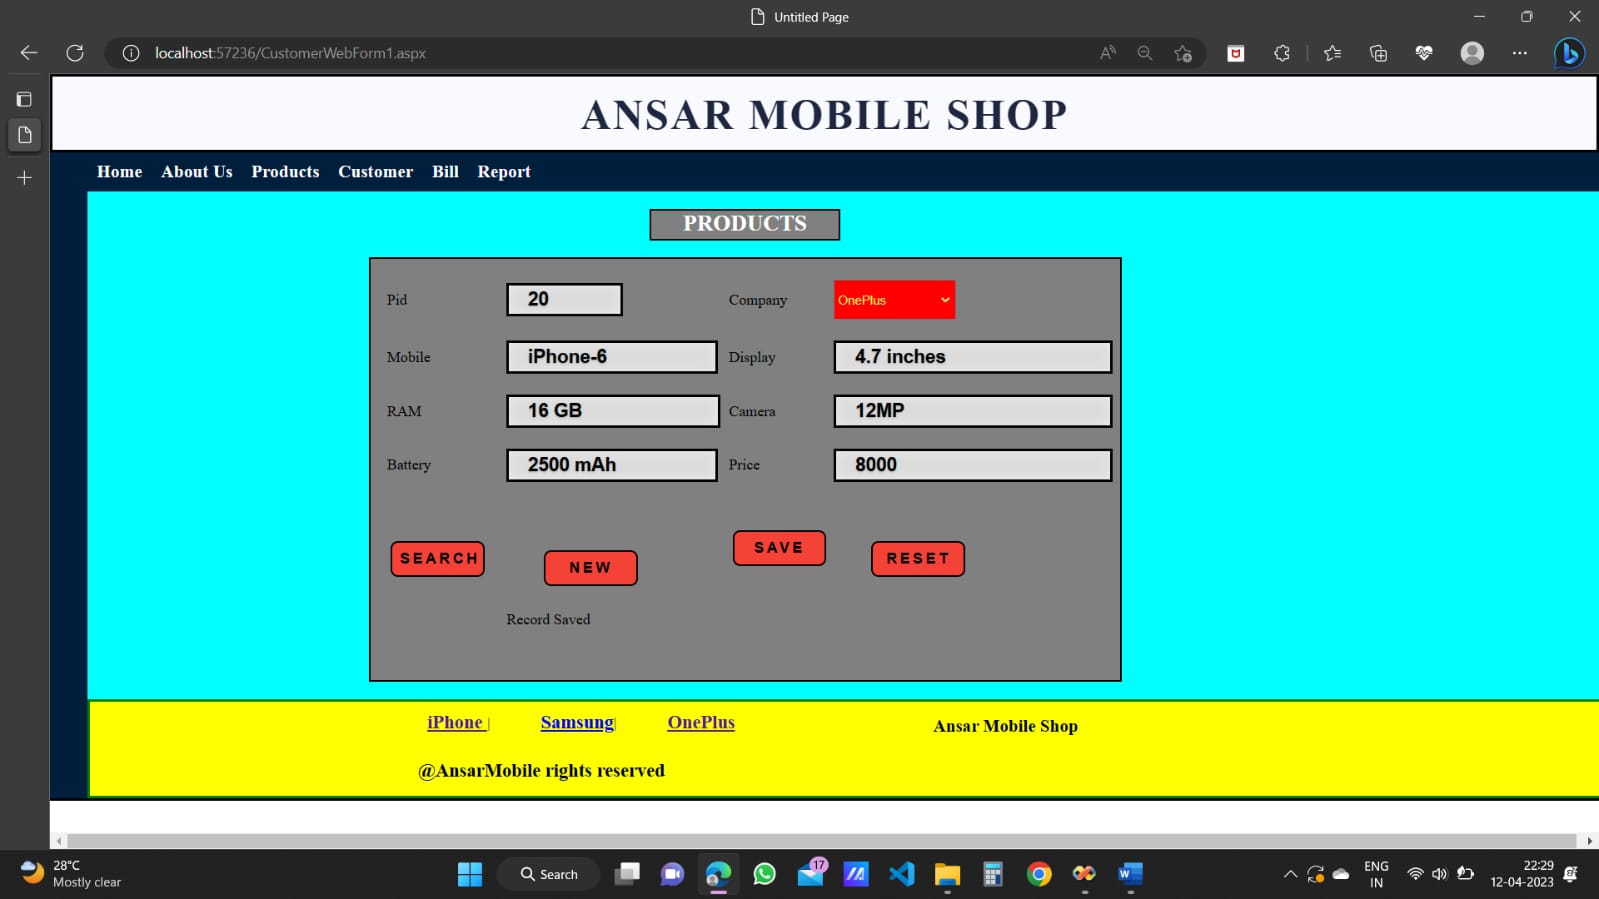 Untitled Page
localhost:57236/CustomerWebForm1.aspx
ANSAR MOBILE SHOP
Home About Us Products Customer Bill Report
PRODUCTS
Pid 20 Company OnePlus
Mobile iPhone-6 Display 4.7 inches
RAM 16 GB Camera 12MP
Battery 2500 mAh Price 8000
SEARCH NEW SAVE RESET
Record Saved
iPhone | Samsung| OnePlus Ansar Mobile Shop
@AnsarMobile rights reserved
28°C
Mostly clear
Search
17
ENG
IN
22:29
12-04-2023